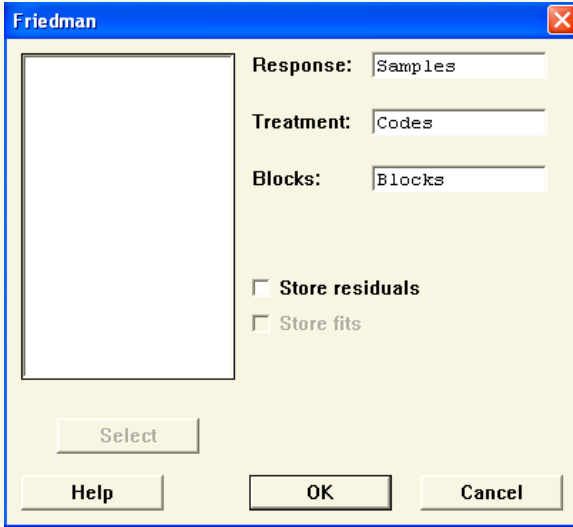 Friedman
Response: Samples
Treatment: Codes
Blocks: Blocks
Store residuals
Store fits
Select
Help OK Cancel